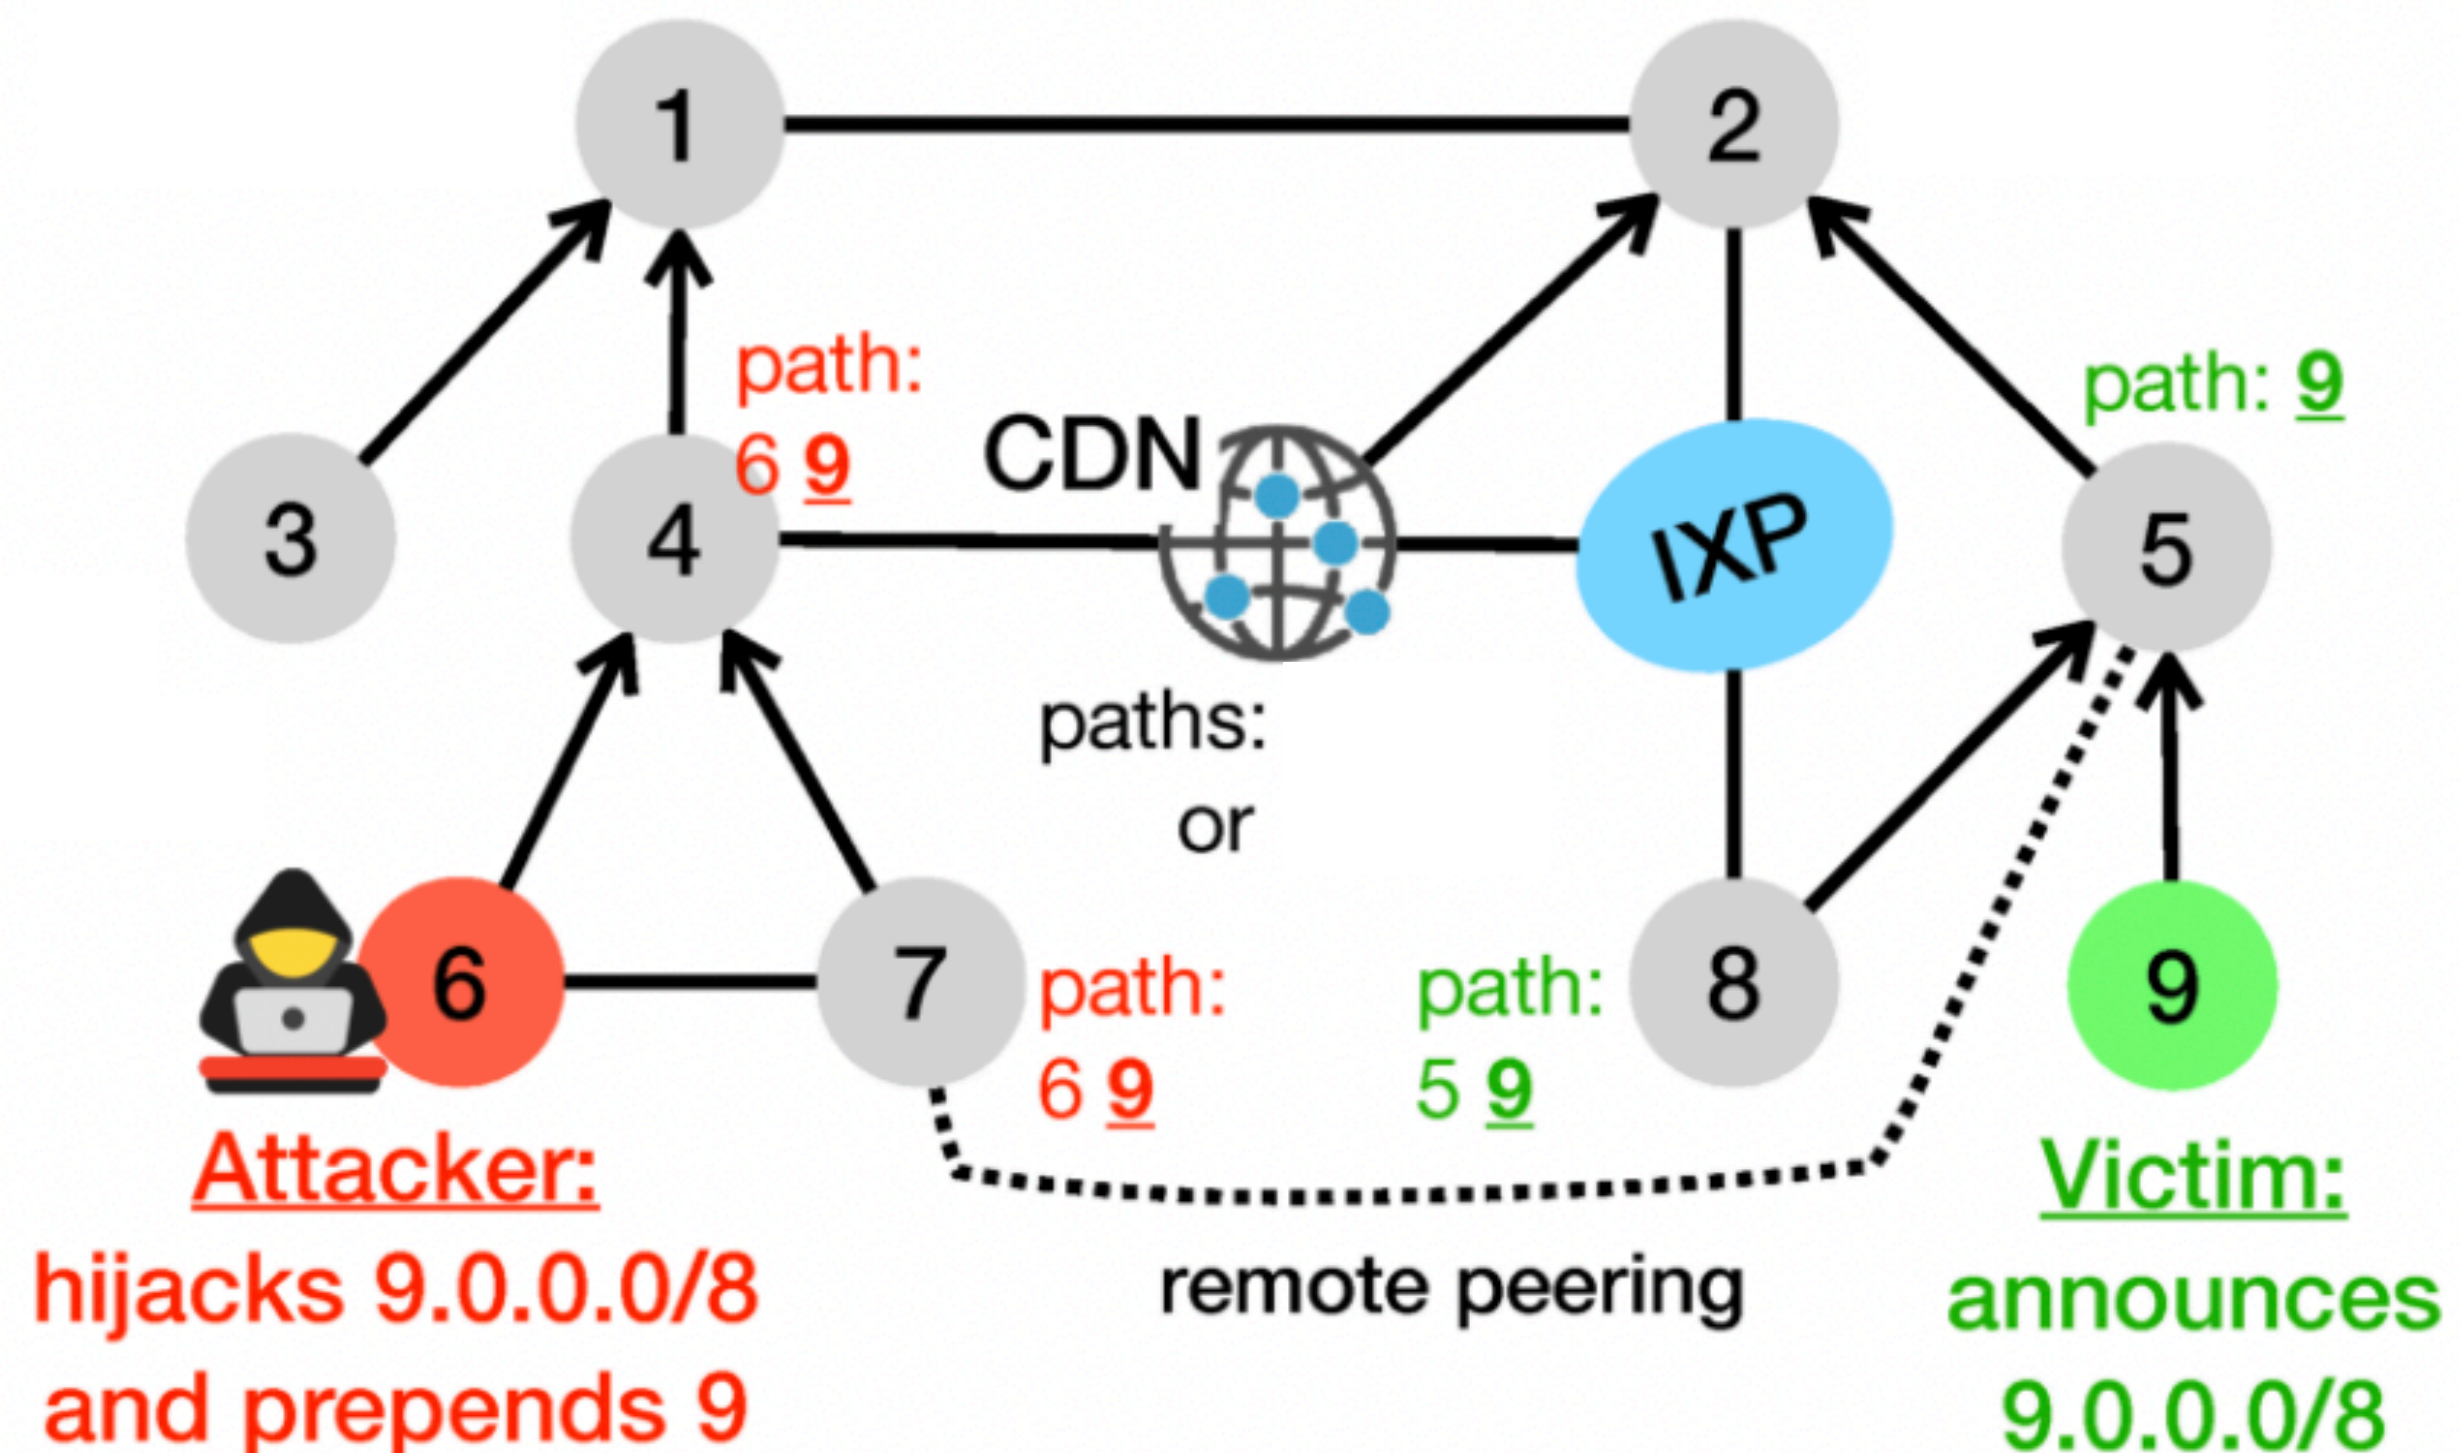 1
2
path:
6 9
CDN
path: 9
3
4
IXP
5
paths:
or
6
7
path:
6 9
path:
5 9
8
9
Attacker:
hijacks 9.0.0.0/8
and prepends 9
remote peering
Victim:
announces
9.0.0.0/8